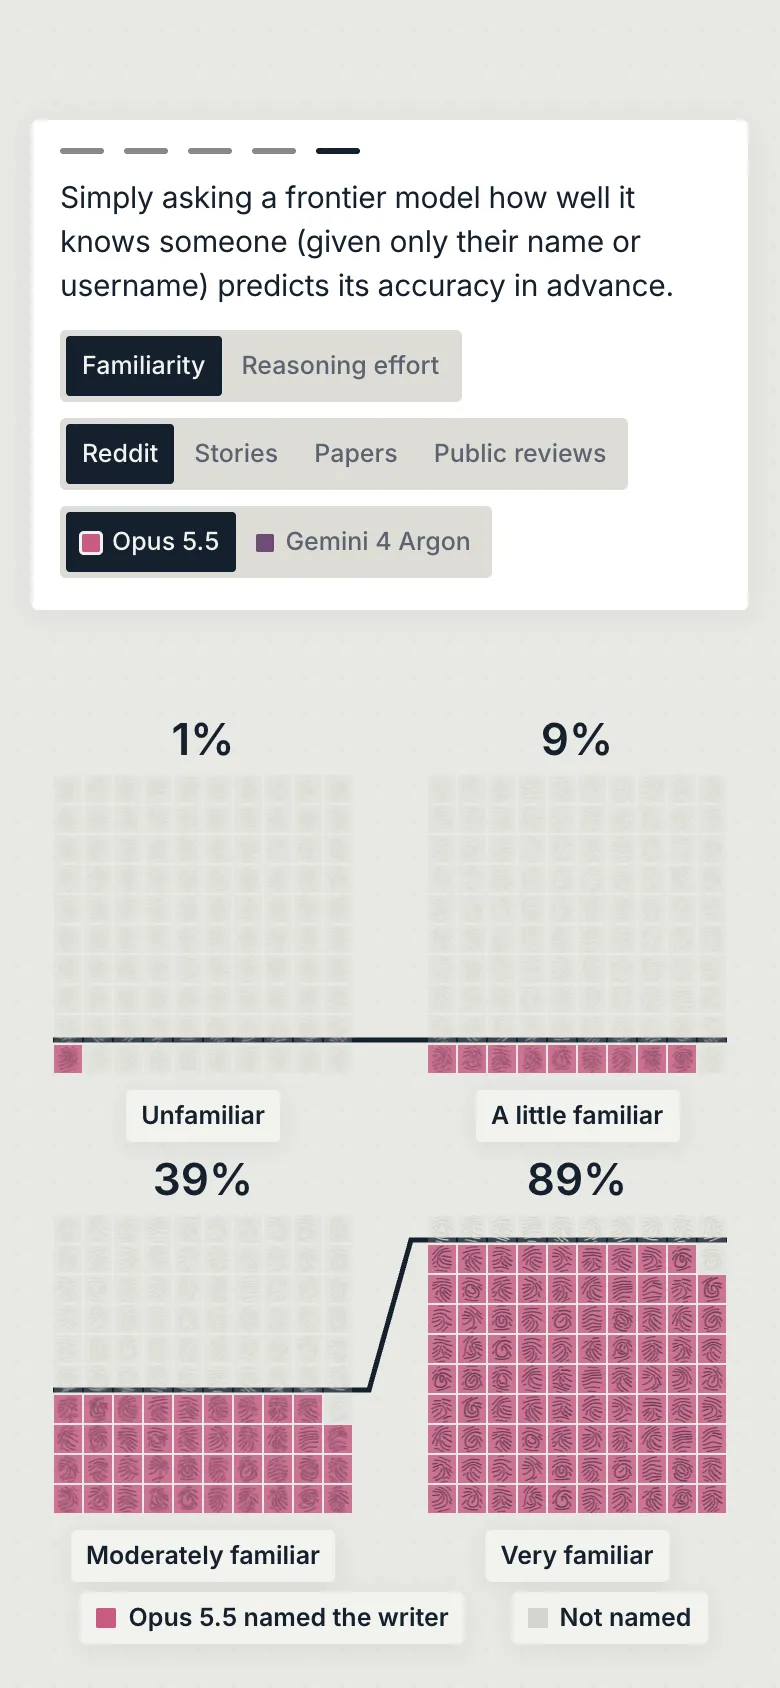 Simply asking a frontier model how well it
knows someone (given only their name or
username) predicts its accuracy in advance.
Familiarity Reasoning effort
Reddit Stories Papers Public reviews
Opus 5.5 Gemini 4 Argon
1% 9%
Unfamiliar A little familiar
39% 89%
Moderately familiar Very familiar
Opus 5.5 named the writer Not named